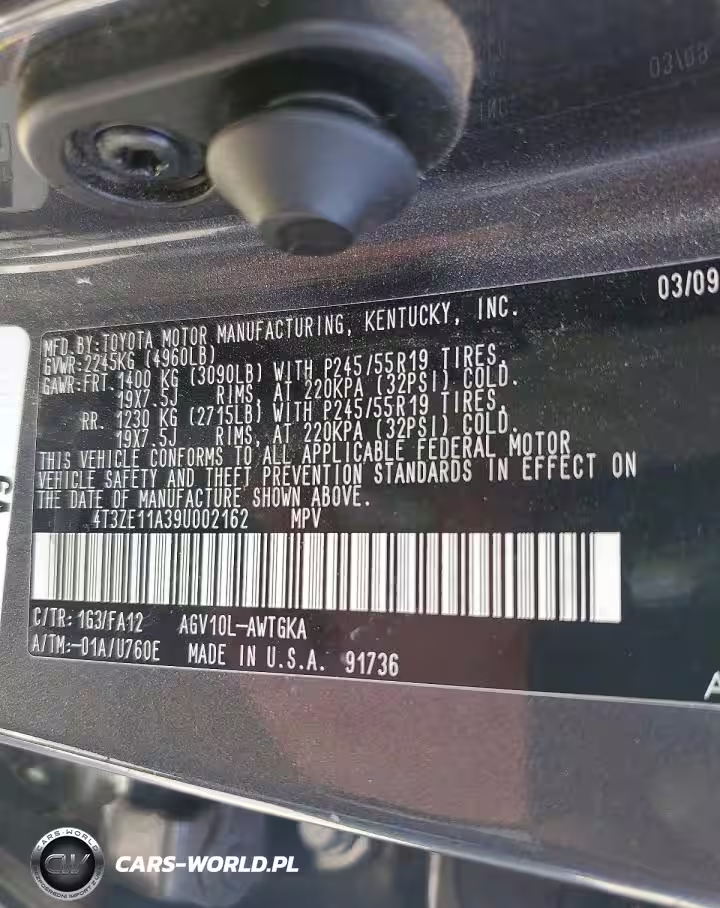 03/09
MFD.BY:TOYOTA MOTOR MANUFACTURING, KENTUCKY, INC.
GVWR:2245KG (4960LB)
GAWR:FRT. 1400 KG (3090LB) WITH P245/55R19 TIRES,
19X7.5J RIMS, AT 220KPA (32PSI) COLD.
RR. 1230 KG (2715LB) WITH P245/55R19 TIRES,
19X7.5J RIMS, AT 220KPA (32PSI) COLD.
THIS VEHICLE CONFORMS TO ALL APPLICABLE FEDERAL MOTOR
VEHICLE SAFETY AND THEFT PREVENTION STANDARDS IN EFFECT ON
THE DATE OF MANUFACTURE SHOWN ABOVE.
4T3ZE11A39U002162 MPV
C/TR: 1G3/FA12 AGV10L-AWTGKA
A/TM:-01A/U760E MADE IN U.S.A. 91736
CARS-WORLD
CW
CARS-WORLD.PL